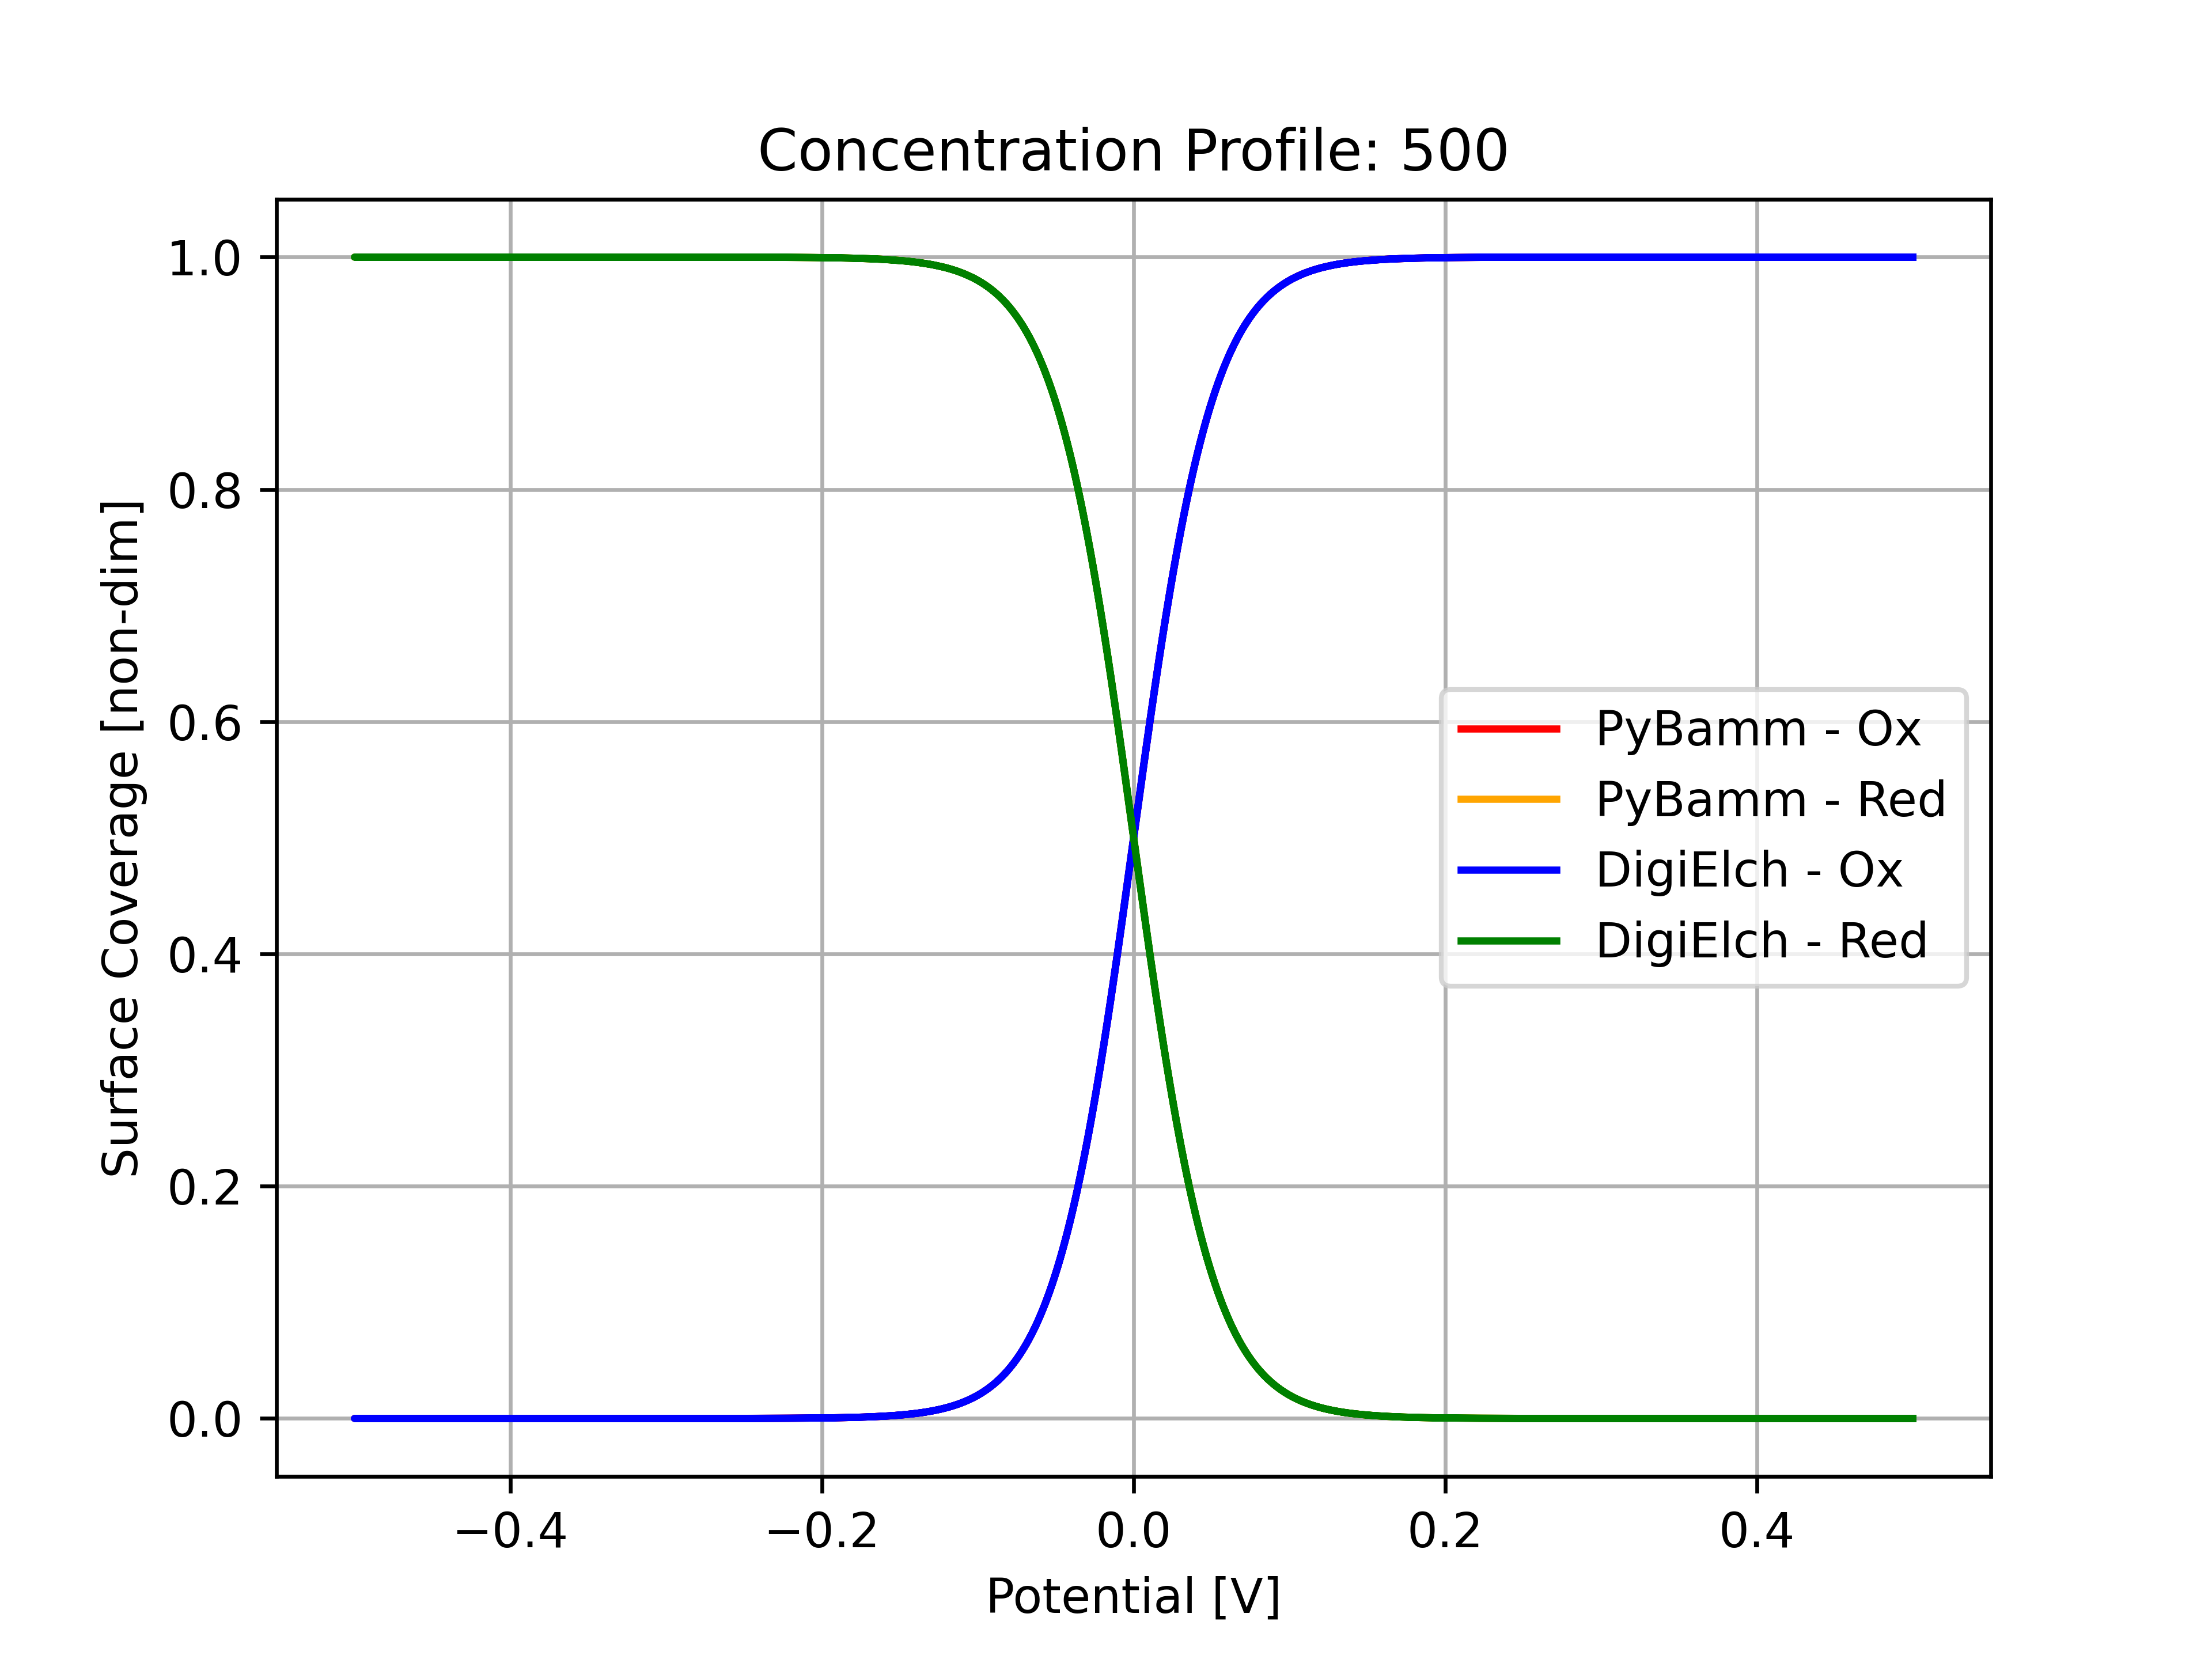 Concentration Profile: 500
1.0
0.8
0.6
0.4
0.2
0.0
Surface Coverage [non-dim]
PyBamm - Ox
PyBamm - Red
DigiElch - Ox
DigiElch - Red
−0.4
−0.2
0.0
0.2
0.4
Potential [V]